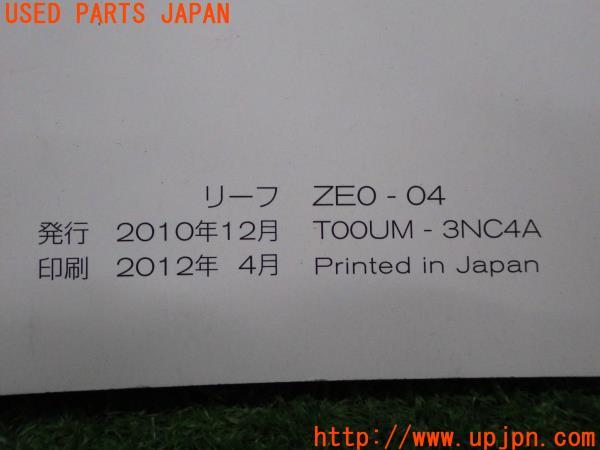 USED PARTS JAPAN
リーフ ZE0 - 04
発行 2010年12月 T00UM - 3NC4A
印刷 2012年 4月 Printed in Japan
http://www.upjpn.com/